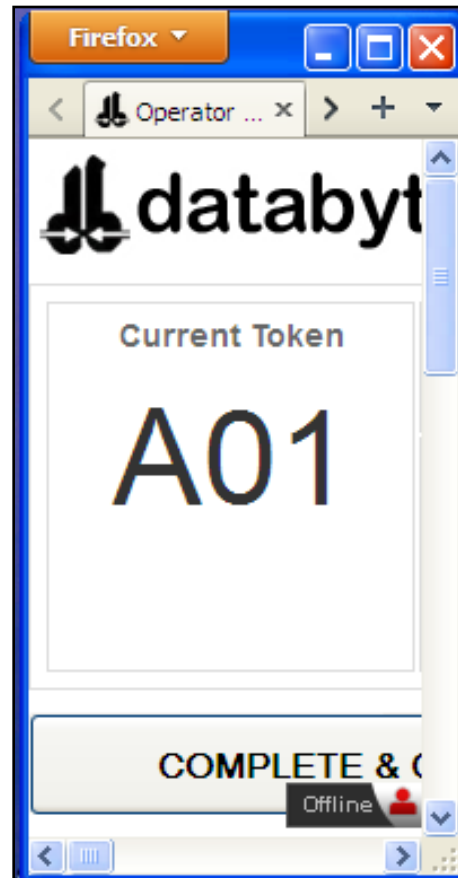 Firefox
Operator ...
databyt
Current Token
A01
COMPLETE &
Offline